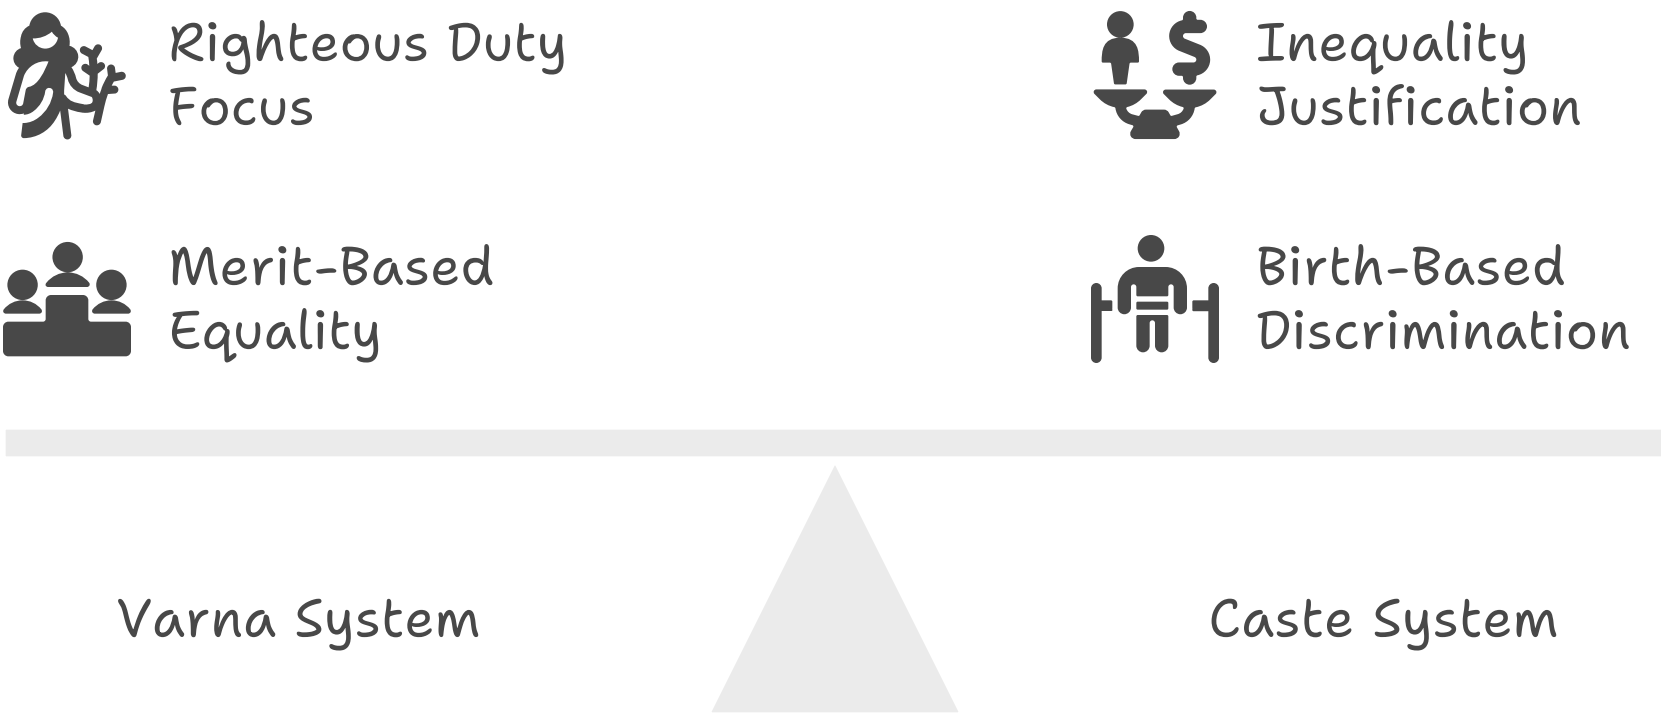 Righteous Duty
Focus
Inequality
Justification
Merit-Based
Equality
Birth-Based
Discrimination
Varna System
Caste System